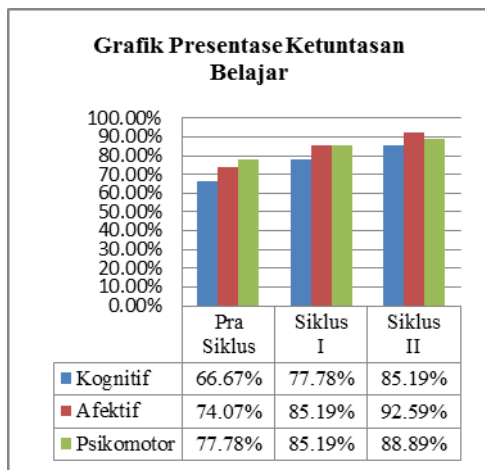 Grafik Presentase Ketuntasan
Belajar
100.00%
90.00%
80.00%
70.00%
60.00%
50.00%
40.00%
30.00%
20.00%
10.00%
0.00%
Pra Siklus I Siklus II
Siklus
Kognitif 66.67% 77.78% 85.19%
Afektif 74.07% 85.19% 92.59%
Psikomotor 77.78% 85.19% 88.89%